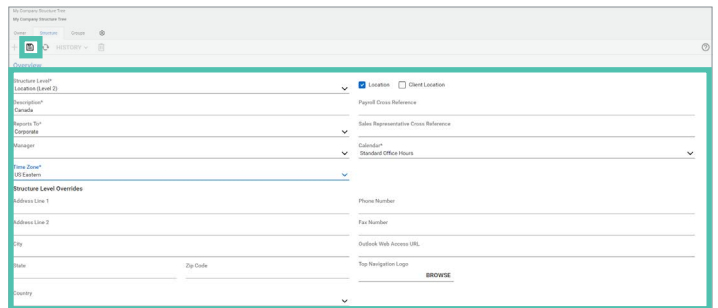 My Company Structure Tree
My Company Structure Tree
Owner Structure Groups
HISTORY
Overview
Structure Level*
Location (Level 2)
Location Client Location
Description*
Canada
Payroll Cross Reference
Reports To*
Corporate
Sales Representative Cross Reference
Manager
Calendar*
Standard Office Hours
Time Zone*
US Eastern
Structure Level Overrides
Address Line 1
Phone Number
Address Line 2
Fax Number
City
Outlook Web Access URL
State
Zip Code
Top Navigation Logo
BROWSE
Country